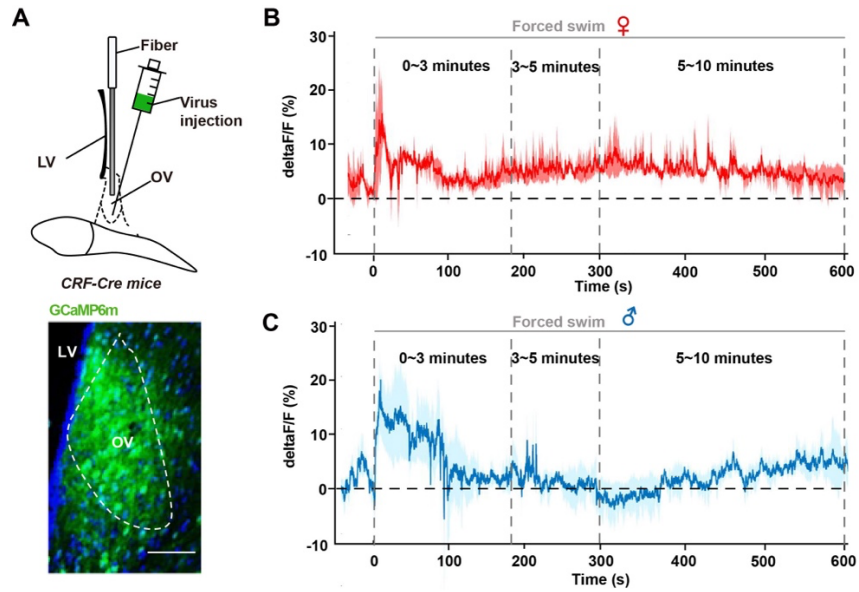 A
Fiber
Virus
injection
LV
OV
CRF-Cre mice
GCaMP6m
LV
OV
B
Forced swim ♀
0~3 minutes 3~5 minutes 5~10 minutes
deltaF/F (%)
30
20
10
0
-10
0 100 200 300 400 500 600
Time (s)
C
Forced swim ♂
0~3 minutes 3~5 minutes 5~10 minutes
deltaF/F (%)
30
20
10
0
-10
0 100 200 300 400 500 600
Time (s)